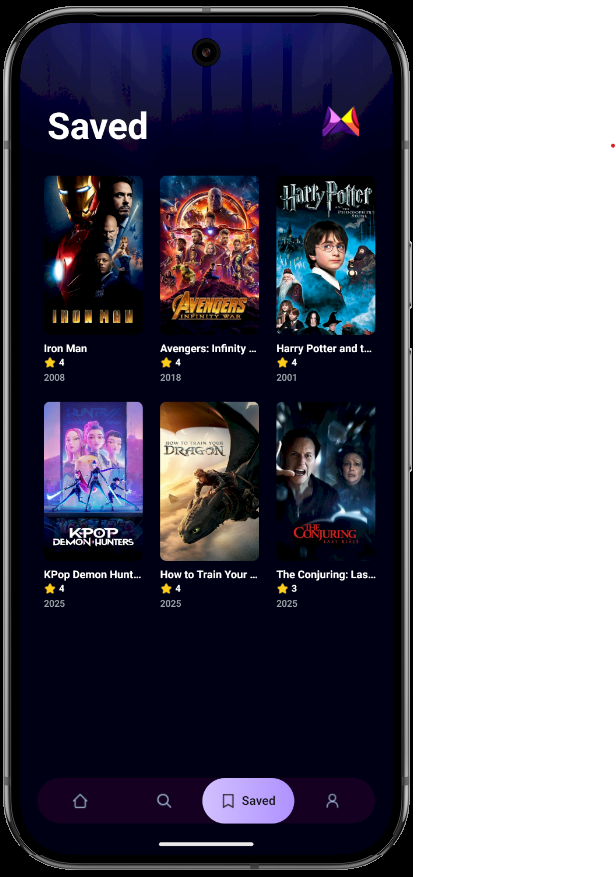 Saved
IRON MAN
AVENGERS
INFINITY WAR
Harry Potter
AND THE
PHILOSOPHER'S
STONE
Iron Man
Avengers: Infinity ...
Harry Potter and t...
4
4
4
2008
2018
2001
HUNTR/X
KPOP
DEMON HUNTERS
HOW TO TRAIN YOUR
DRAGON
THE
CONJURING
LAST RITES
KPop Demon Hunt...
How to Train Your ...
The Conjuring: Las...
4
4
3
2025
2025
2025
Saved